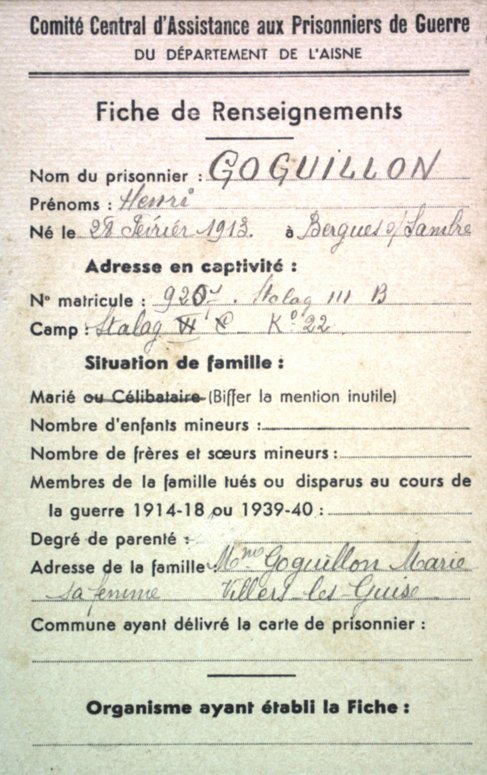 Comité Central d'Assistance aux Prisonniers de Guerre
DU DÉPARTEMENT DE L'AISNE
Fiche de Renseignements
Nom du prisonnier : GOGUILLON
Prénoms : Henri
Né le 28 Février 1913. à Bergues s/Sambre
Adresse en captivité :
N° matricule : 9207. Stalag III B
Camp : Stalag VI C K° 22
Situation de famille :
Marié ou Célibataire (Biffer la mention inutile)
Nombre d'enfants mineurs :
Nombre de frères et sœurs mineurs :
Membres de la famille tués ou disparus au cours de
la guerre 1914-18 ou 1939-40 :
Degré de parenté :
Adresse de la famille Mme Goguillon Marie
sa femme Villers-les-Guise
Commune ayant délivré la carte de prisonnier :
Organisme ayant établi la Fiche :